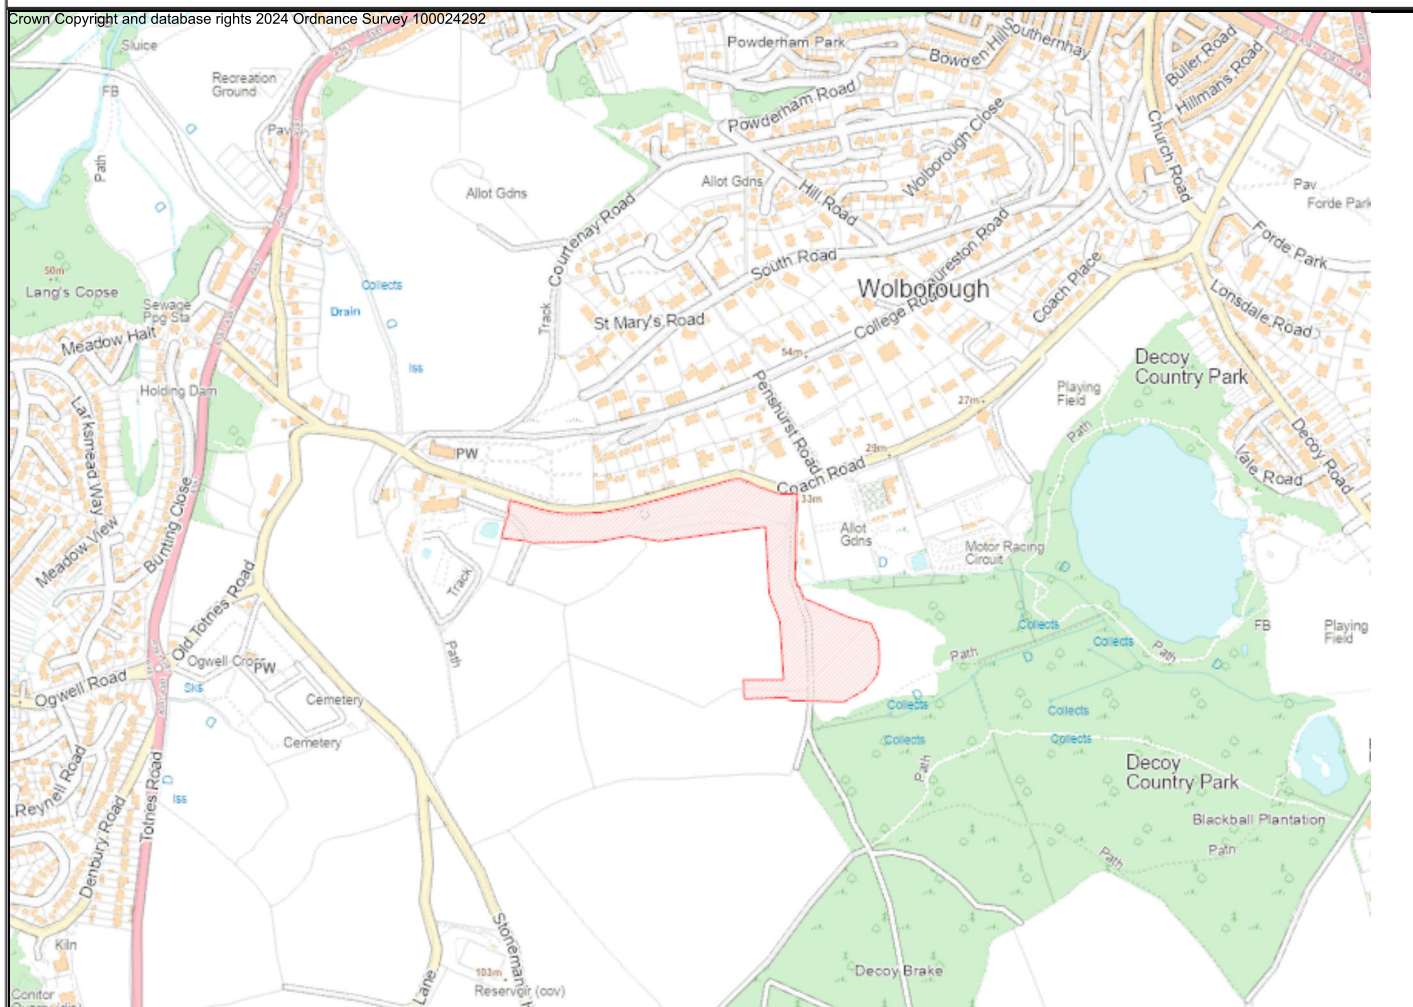 Crown Copyright and database rights 2024 Ordnance Survey 100024292
Sluice
Recreation
Ground
FB
Pav
Path
Powderham Park
Bowden Hill
Southernhay
Buller Road
Hillmans Road
Powderham Road
Church Road
Wolborough Close
Allot Gdns
Allot Gdns
Hill Road
Courtenay Road
Pav
Forde Park
Forde Park
50m
Lang's Copse
Sewage
Ppg Sta
Meadow Halt
Collects
Drain
Iss
Track
South Road
St Mary's Road
Wolborough
College Road
Coach Place
Lonsdale Road
54m
Decoy
Country Park
Playing
Field
Holding Dam
Larksmead Way
Penshurst Road
27m
Path
Decoy Road
Vale Road
PW
29m
Coach Road
33m
Allot
Gdns
Motor Racing
Circuit
Bunting Close
Meadow View
Track
Old Totnes Road
Path
Collects
Collects
FB
Playing
Field
Path
Path
Ogwell Cross
PW
Ogwell Road
Sks
Cemetery
Cemetery
Collects
Collects
Collects
Collects
Path
Decoy
Country Park
Reynell Road
Totnes Road
Iss
Denbury Road
Blackball Plantation
Path
Path
Kiln
103m
Reservoir (cov)
Lane
Decoy Brake